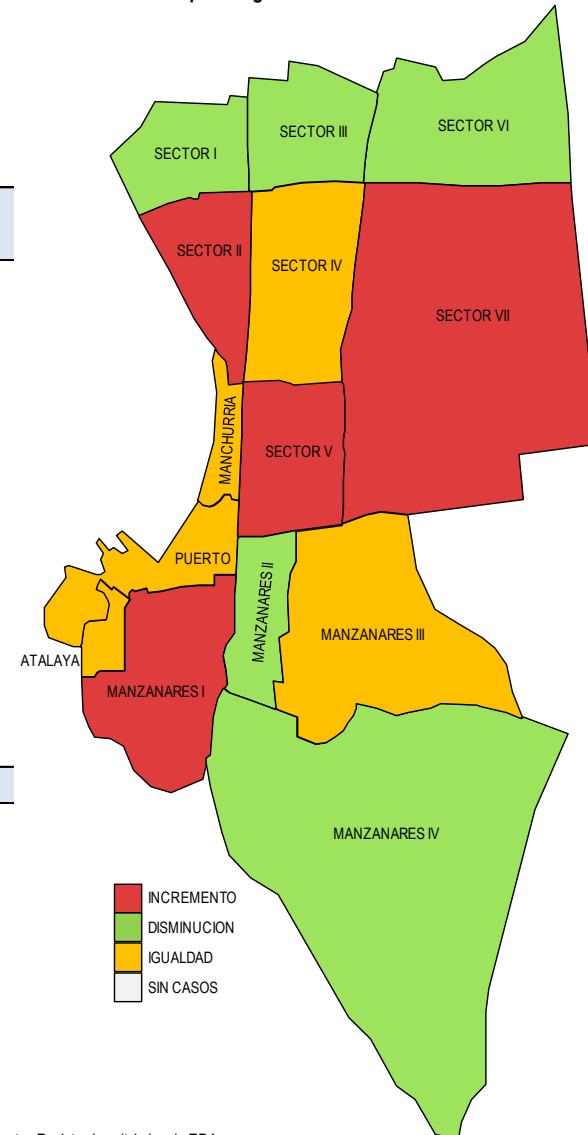 SECTOR VI
SECTOR III
SECTOR I
SECTOR II
SECTOR IV
SECTOR VII
MANCHURRIA
SECTOR V
PUERTO
MANZANARES II
MANZANARES III
ATALAYA
MANZANARES I
MANZANARES IV
INCREMENTO
DISMINUCION
IGUALDAD
SIN CASOS